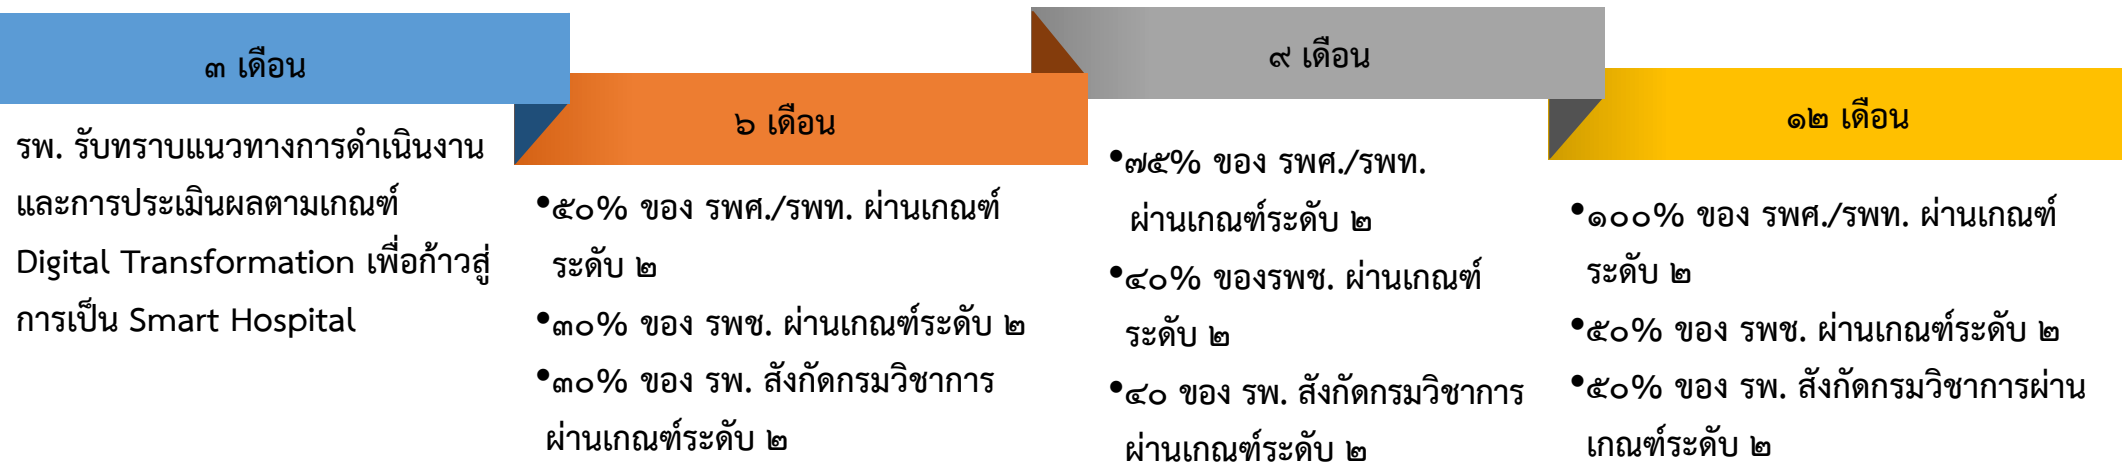 ๓ เดือน
รพ. รับทราบแนวทางการดำเนินงาน
และการประเมินผลตามเกณฑ์
Digital Transformation เพื่อก้าวสู่
การเป็น Smart Hospital
๖ เดือน
•๕๐% ของ รพศ./รพท. ผ่านเกณฑ์
ระดับ ๒
•๓๐% ของ รพช. ผ่านเกณฑ์ระดับ ๒
•๓๐% ของ รพ. สังกัดกรมวิชาการ
ผ่านเกณฑ์ระดับ ๒
๙ เดือน
•๗๕% ของ รพศ./รพท.
ผ่านเกณฑ์ระดับ ๒
•๔๐% ของรพช. ผ่านเกณฑ์
ระดับ ๒
•๔๐ ของ รพ. สังกัดกรมวิชาการ
ผ่านเกณฑ์ระดับ ๒
๑๒ เดือน
•๑๐๐% ของ รพศ./รพท. ผ่านเกณฑ์
ระดับ ๒
•๕๐% ของ รพช. ผ่านเกณฑ์ระดับ ๒
•๕๐% ของ รพ. สังกัดกรมวิชาการผ่าน
เกณฑ์ระดับ ๒